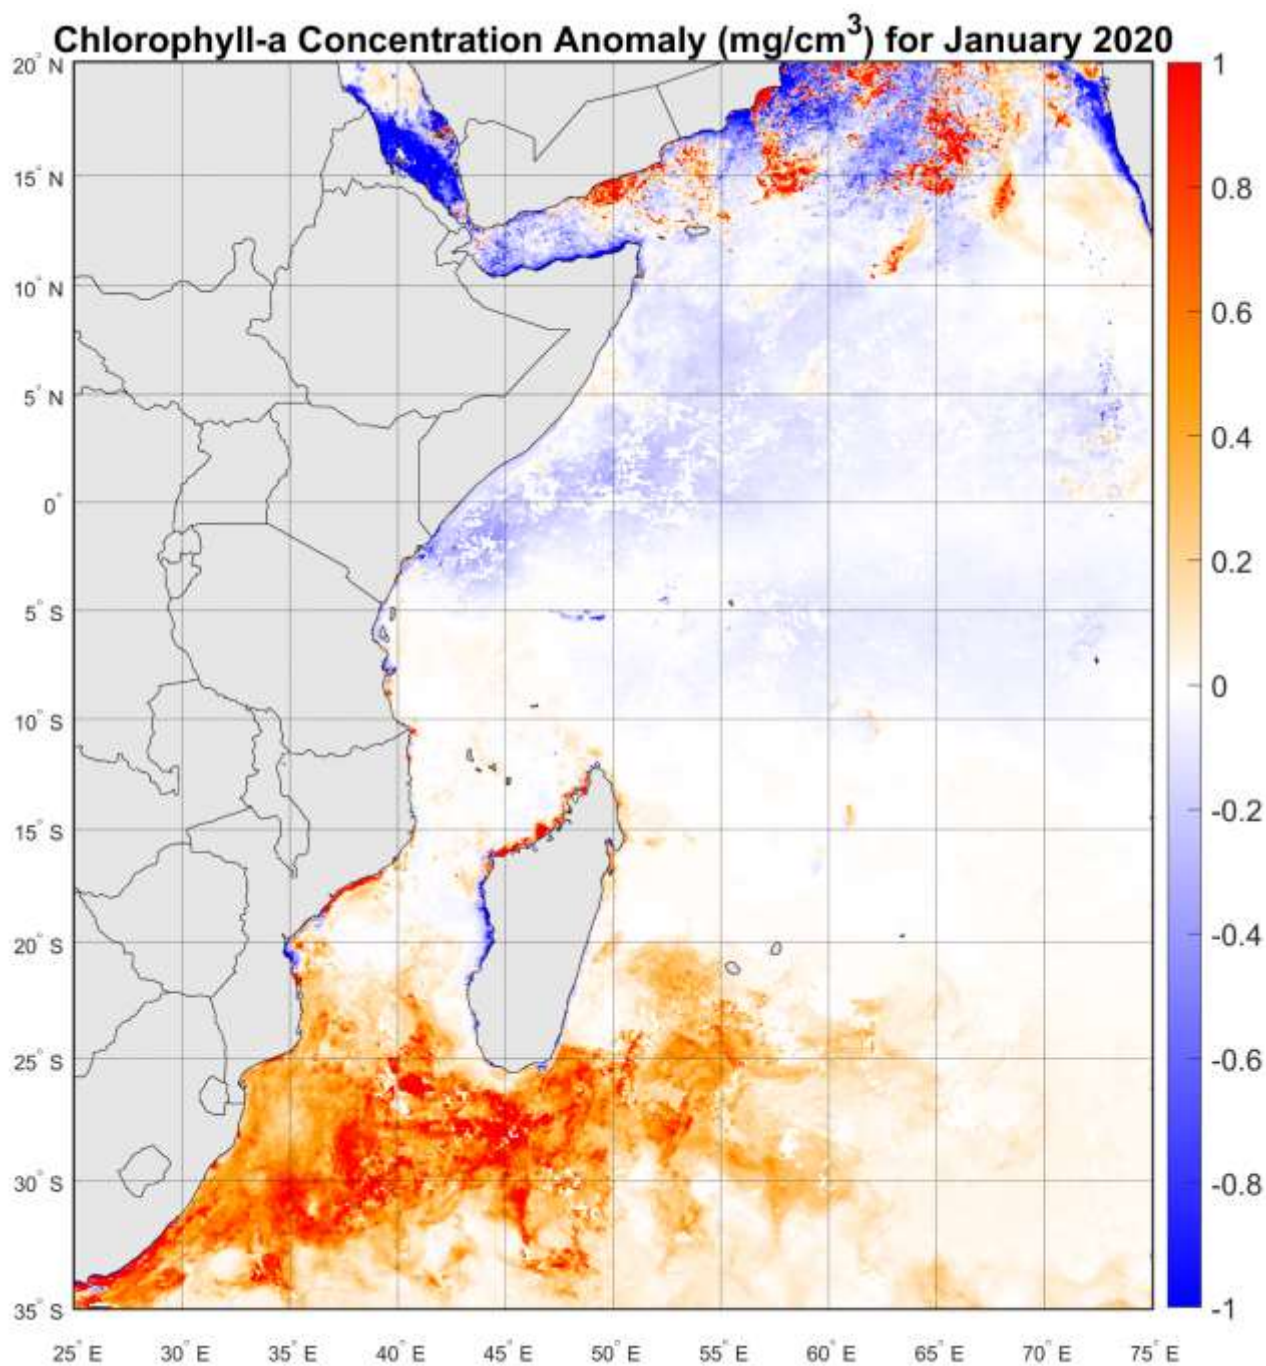 Chlorophyll-a Concentration Anomaly (mg/cm³) for January 2020
20° N
15° N
10° N
5° N
0°
5° S
10° S
15° S
20° S
25° S
30° S
35° S
25° E 30° E 35° E 40° E 45° E 50° E 55° E 60° E 65° E 70° E 75° E
1
0.8
0.6
0.4
0.2
0
-0.2
-0.4
-0.6
-0.8
-1